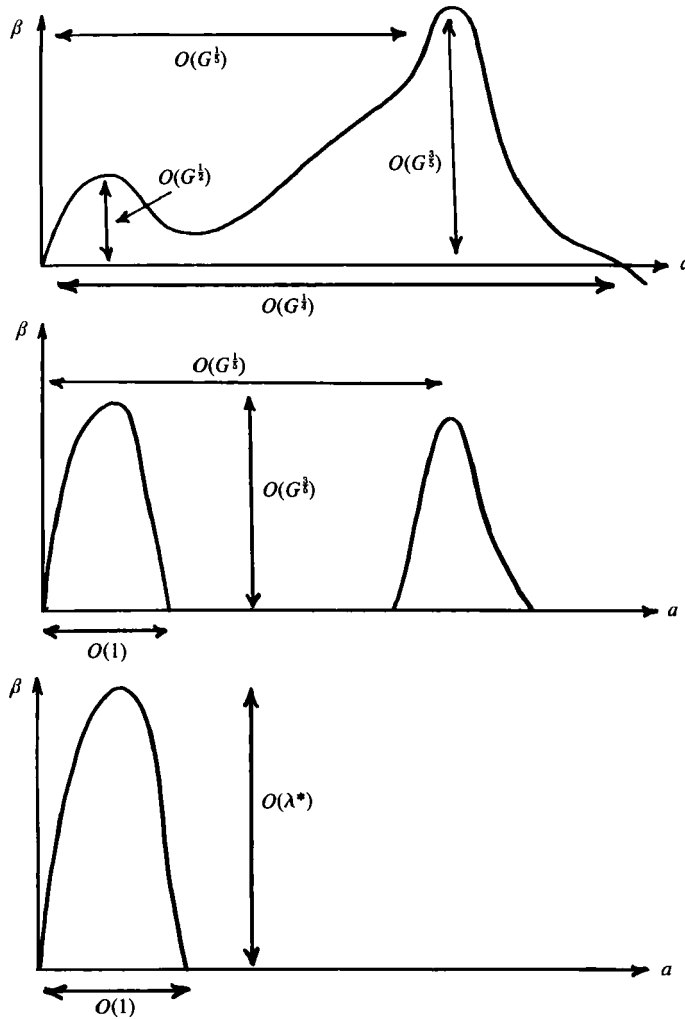 β
O(G^{1/5})
O(G^{1/2})
O(G^{3/5})
a
O(G^{1/4})
β
O(G^{1/5})
O(G^{3/5})
a
O(1)
β
O(λ*)
a
O(1)